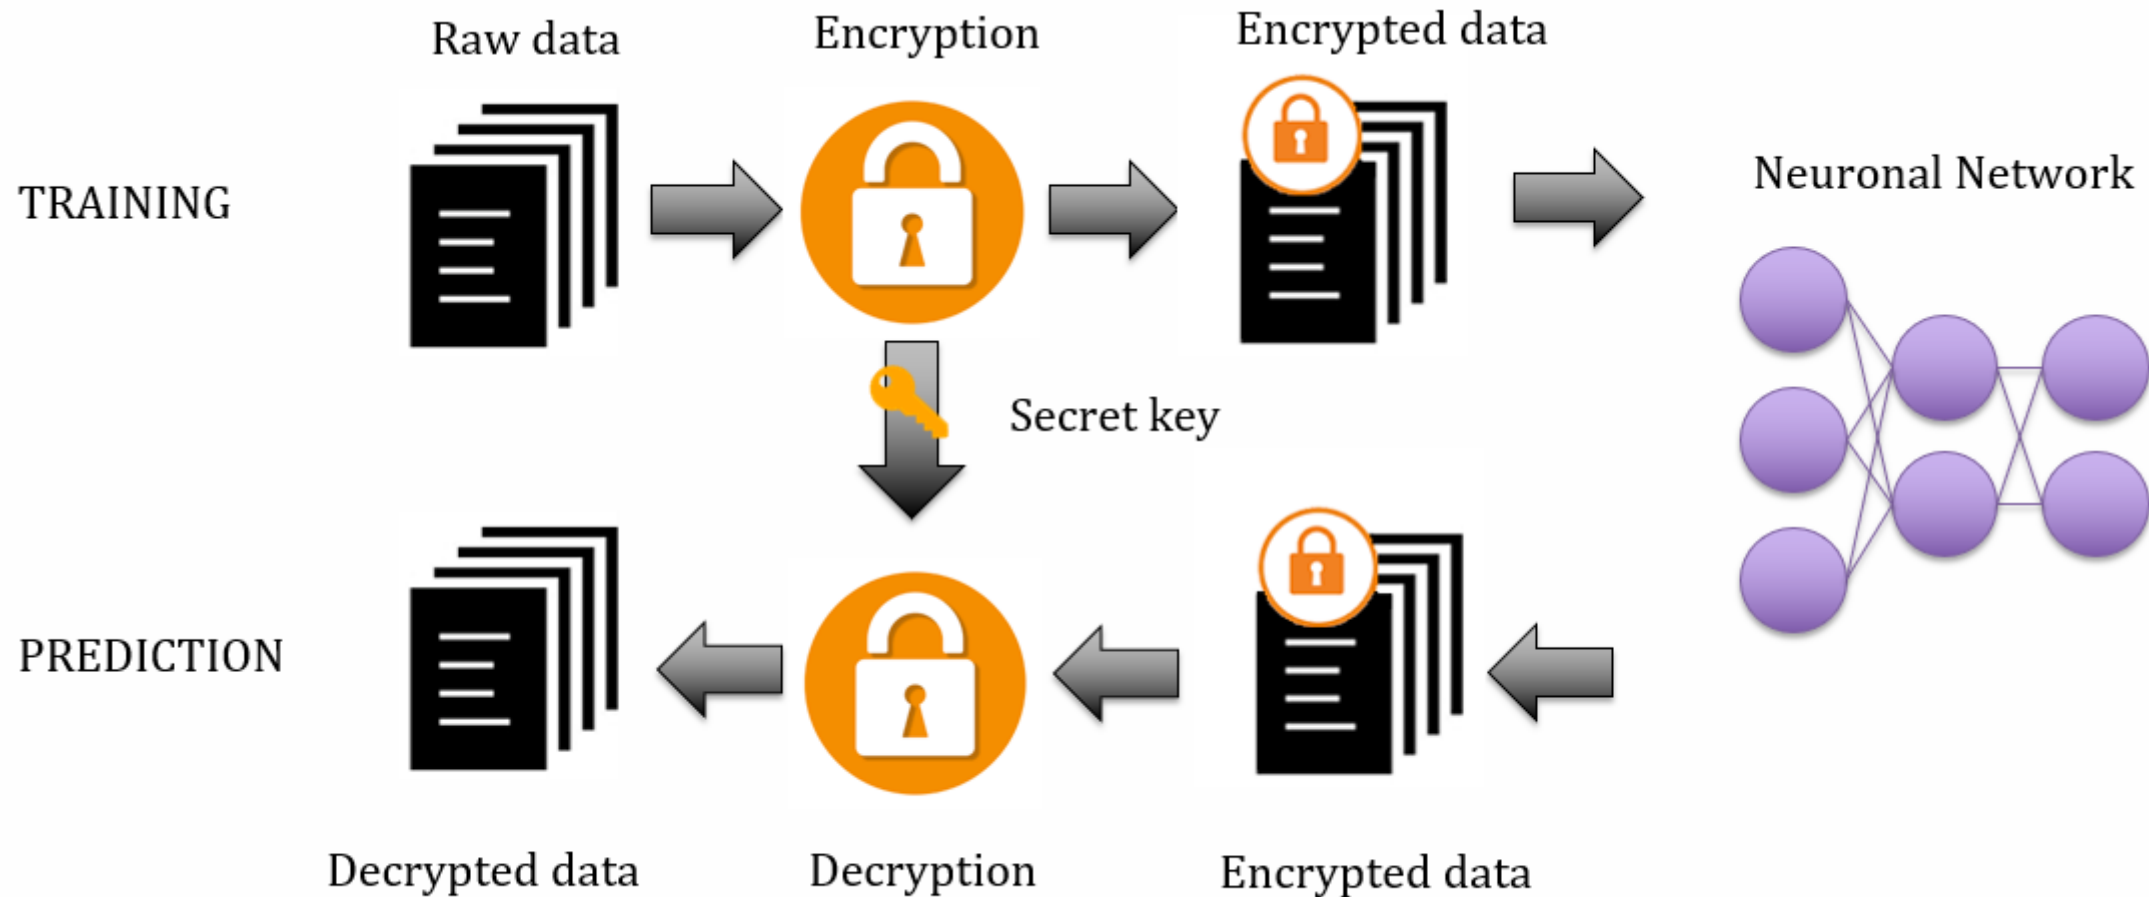 Raw data
Encryption
Encrypted data
TRAINING
Neuronal Network
Secret key
PREDICTION
Decrypted data
Decryption
Encrypted data